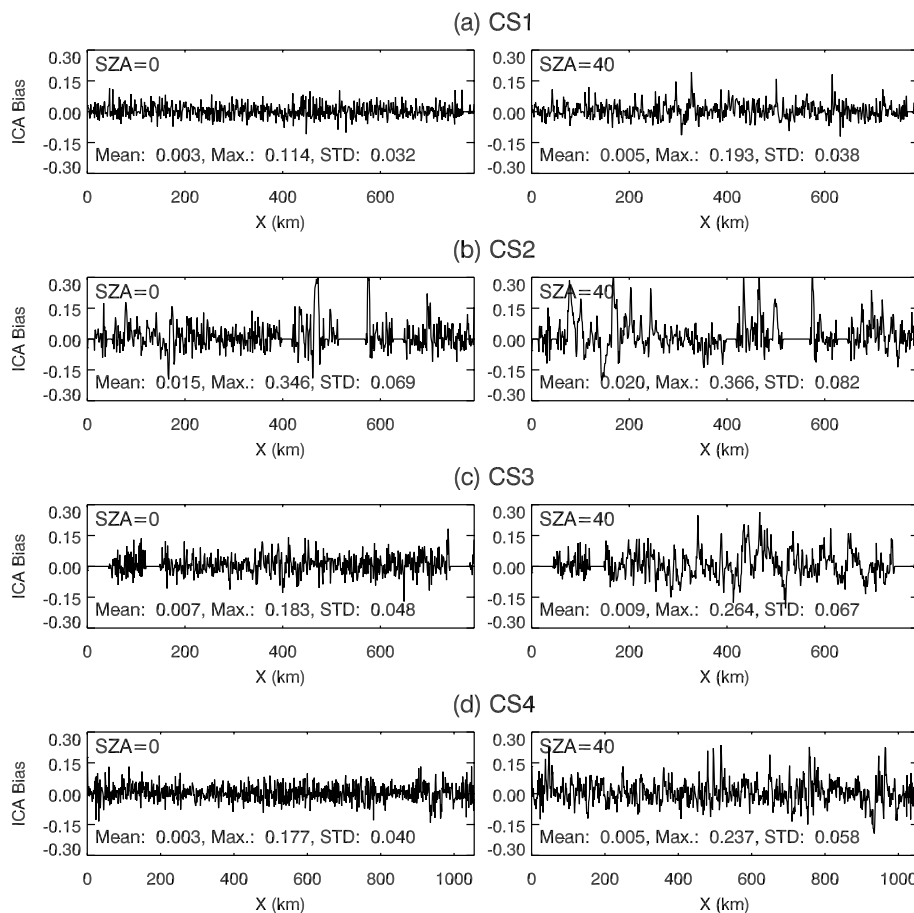 (a) CS1
0.30
0.15
0.00
-0.15
-0.30
ICA Bias
SZA=0
Mean: 0.003, Max.: 0.114, STD: 0.032
0 200 400 600
X (km)
0.30
0.15
0.00
-0.15
-0.30
SZA=40
Mean: 0.005, Max.: 0.193, STD: 0.038
0 200 400 600
X (km)
(b) CS2
0.30
0.15
0.00
-0.15
-0.30
ICA Bias
SZA=0
Mean: 0.015, Max.: 0.346, STD: 0.069
0 200 400 600
X (km)
0.30
0.15
0.00
-0.15
-0.30
SZA=40
Mean: 0.020, Max.: 0.366, STD: 0.082
0 200 400 600
X (km)
(c) CS3
0.30
0.15
0.00
-0.15
-0.30
ICA Bias
SZA=0
Mean: 0.007, Max.: 0.183, STD: 0.048
0 200 400 600
X (km)
0.30
0.15
0.00
-0.15
-0.30
SZA=40
Mean: 0.009, Max.: 0.264, STD: 0.067
0 200 400 600
X (km)
(d) CS4
0.30
0.15
0.00
-0.15
-0.30
ICA Bias
SZA=0
Mean: 0.003, Max.: 0.177, STD: 0.040
0 200 400 600 800 1000
X (km)
0.30
0.15
0.00
-0.15
-0.30
SZA=40
Mean: 0.005, Max.: 0.237, STD: 0.058
0 200 400 600 800 1000
X (km)